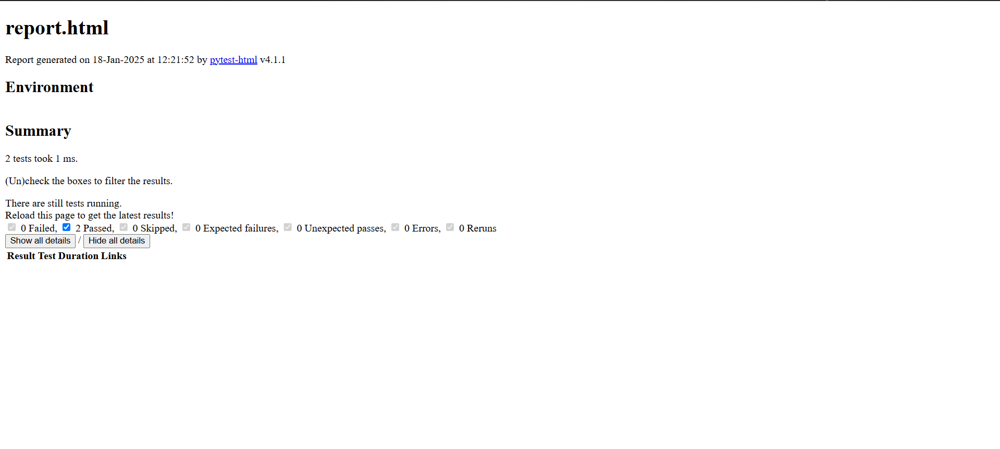 report.html
Report generated on 18-Jan-2025 at 12:21:52 by pytest-html v4.1.1
Environment
Summary
2 tests took 1 ms.
(Un)check the boxes to filter the results.
There are still tests running.
Reload this page to get the latest results!
0 Failed, 2 Passed, 0 Skipped, 0 Expected failures, 0 Unexpected passes, 0 Errors, 0 Reruns
Show all details / Hide all details
Result Test Duration Links